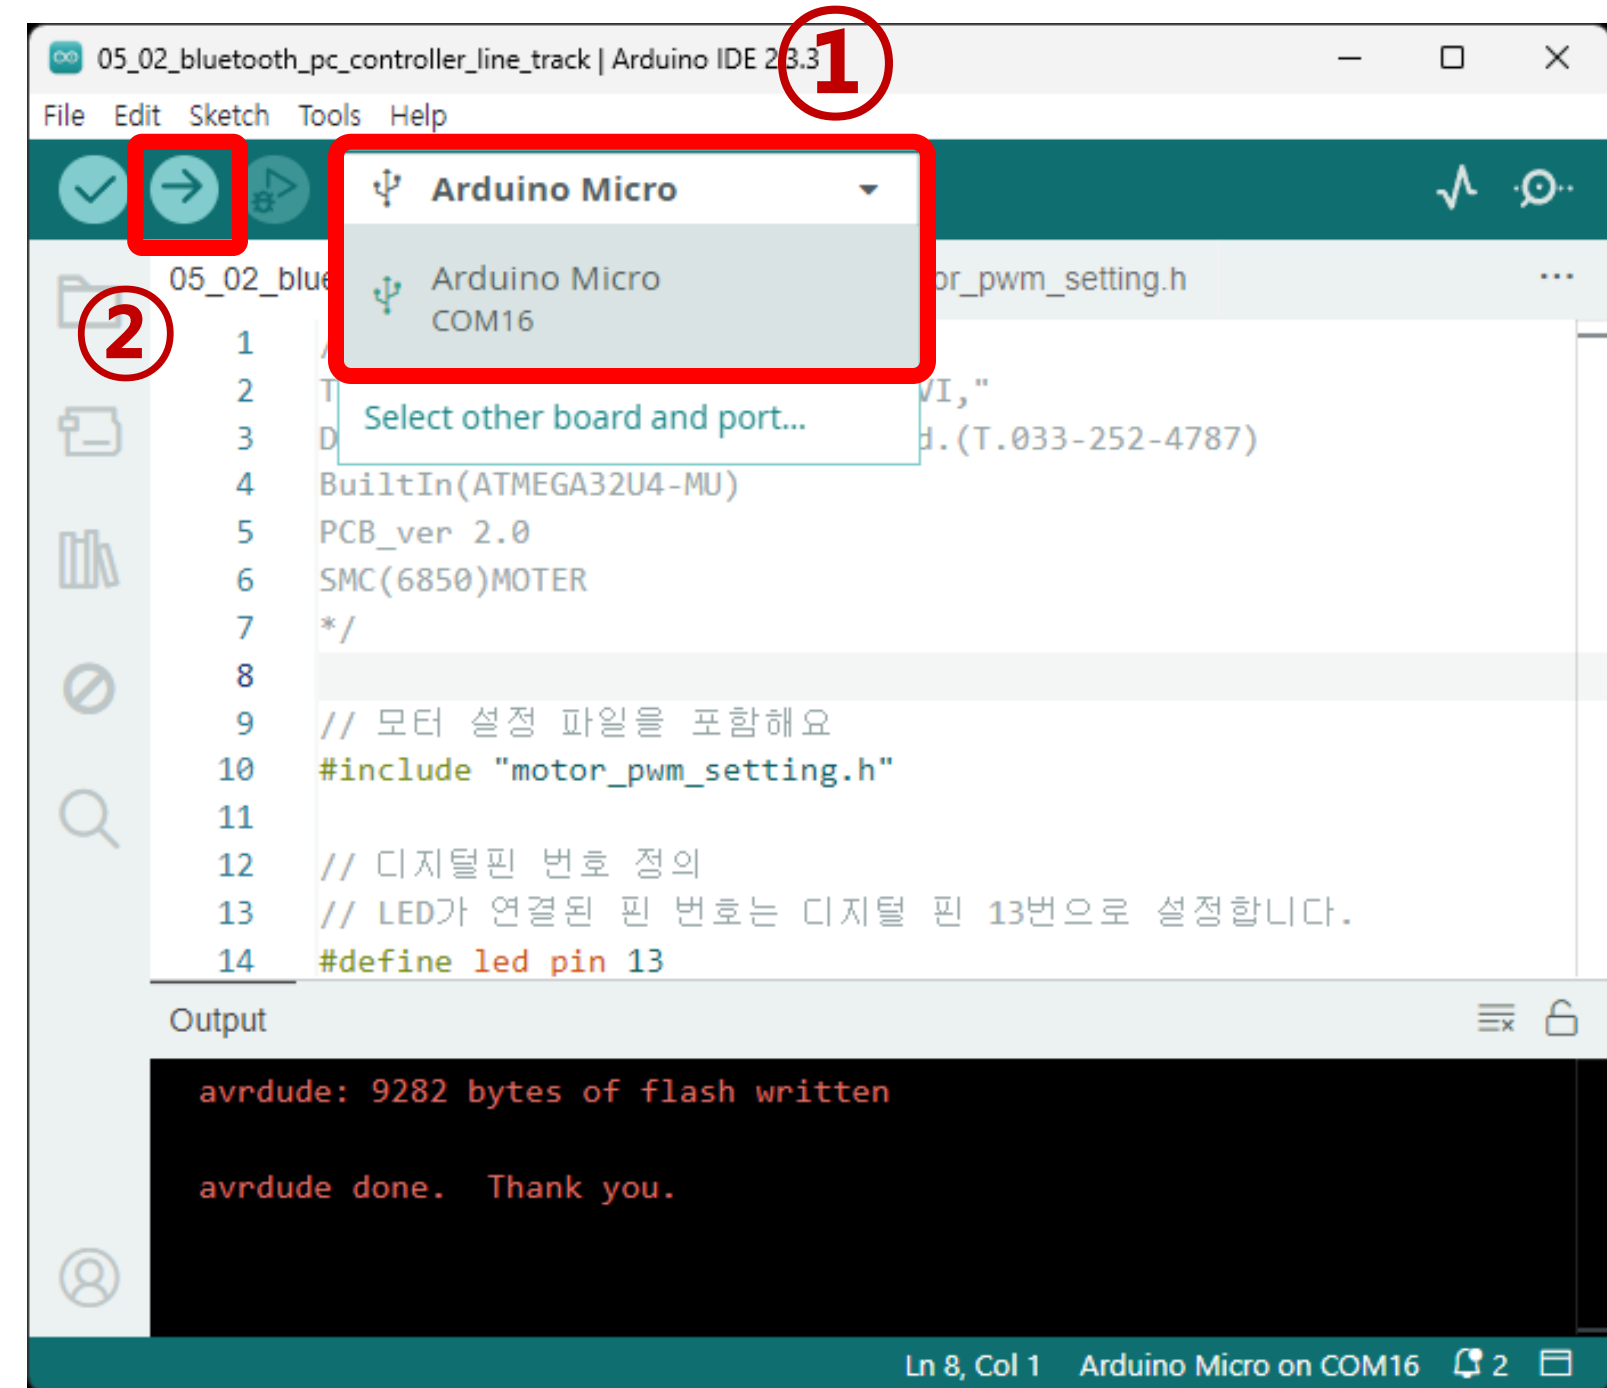 05_02_bluetooth_pc_controller_line_track | Arduino IDE 2.3.3
①
File Edit Sketch Tools Help
Arduino Micro
②
05_02_blue
Arduino Micro
COM16
or_pwm_setting.h
...
Select other board and port...
1 /
2 T VI,"
3 D d.(T.033-252-4787)
4 BuiltIn(ATMEGA32U4-MU)
5 PCB_ver 2.0
6 SMC(6850)MOTER
7 */
8
9 // 모터 설정 파일을 포함해요
10 #include "motor_pwm_setting.h"
11
12 // 디지털핀 번호 정의
13 // LED가 연결된 핀 번호는 디지털 핀 13번으로 설정합니다.
14 #define led pin 13
Output
avrdude: 9282 bytes of flash written
avrdude done. Thank you.
Ln 8, Col 1 Arduino Micro on COM16 2